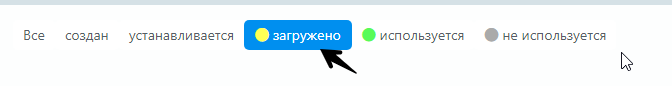 Все создан устанавливается загружено используется не используется